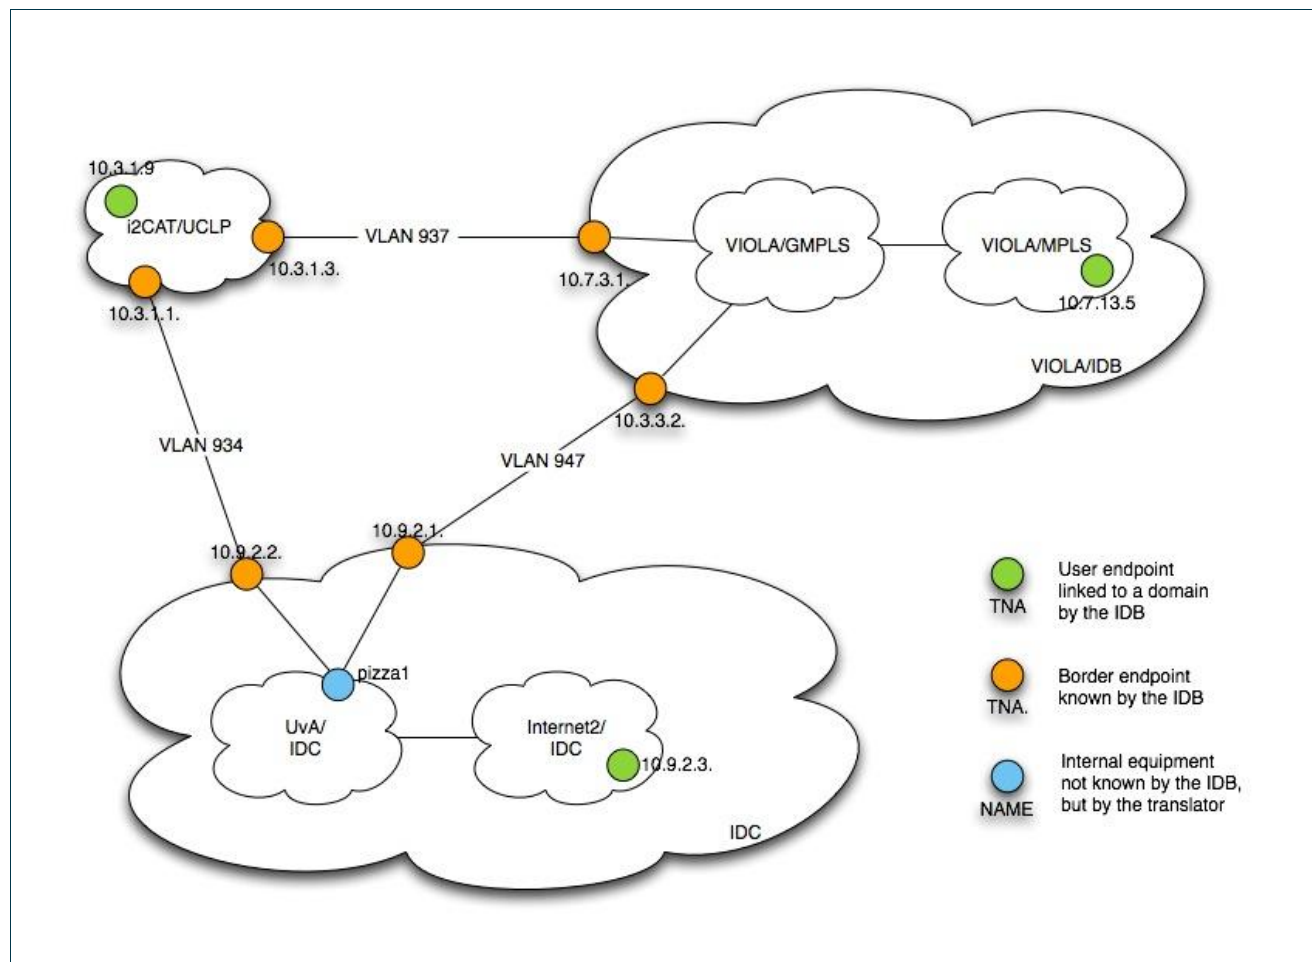 10.3.1.9
i2CAT/UCLP
10.3.1.3.
10.3.1.1.
VLAN 937
10.7.3.1.
VIOLA/GMPLS
VIOLA/MPLS
10.7.13.5
VIOLA/IDB
10.3.3.2.
VLAN 934
VLAN 947
10.9.2.1.
10.9.2.2.
pizza1
UvA/
IDC
Internet2/
IDC
10.9.2.3.
IDC
TNA
User endpoint
linked to a domain
by the IDB
TNA.
Border endpoint
known by the IDB
NAME
Internal equipment
not known by the IDB,
but by the translator